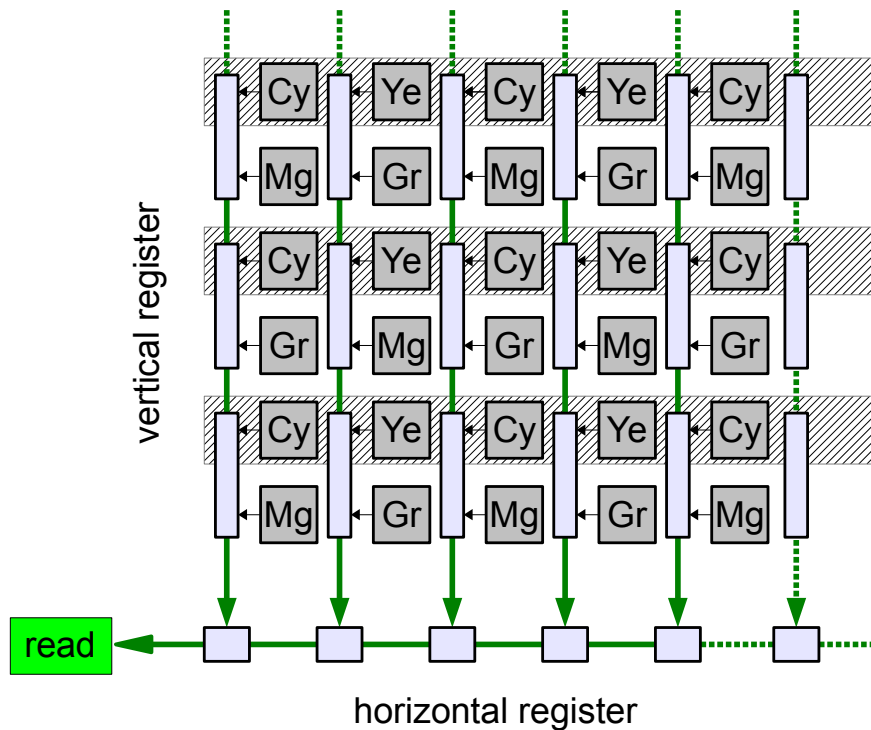 Cy Ye Cy Ye Cy
Mg Gr Mg Gr Mg
vertical register
Cy Ye Cy Ye Cy
Gr Mg Gr Mg Gr
Cy Ye Cy Ye Cy
Mg Gr Mg Gr Mg
read
horizontal register